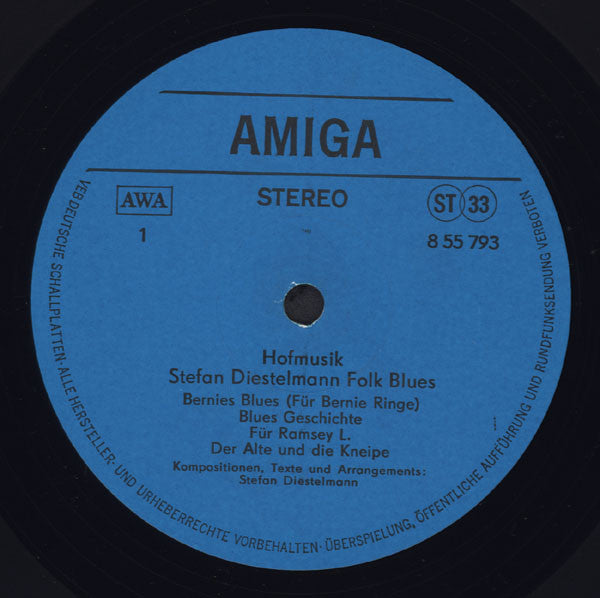 AMIGA
AWA
STEREO
ST 33
1
8 55 793
Hofmusik
Stefan Diestelmann Folk Blues
Bernies Blues (Für Bernie Ringe)
Blues Geschichte
Für Ramsey L.
Der Alte und die Kneipe
Kompositionen, Texte und Arrangements:
Stefan Diestelmann
VEB DEUTSCHE SCHALLPLATTEN · ALLE HERSTELLER- UND URHEBERRECHTE VORBEHALTEN · ÜBERSPIELUNG, ÖFFENTLICHE AUFFÜHRUNG UND RUNDFUNKSENDUNG VERBOTEN